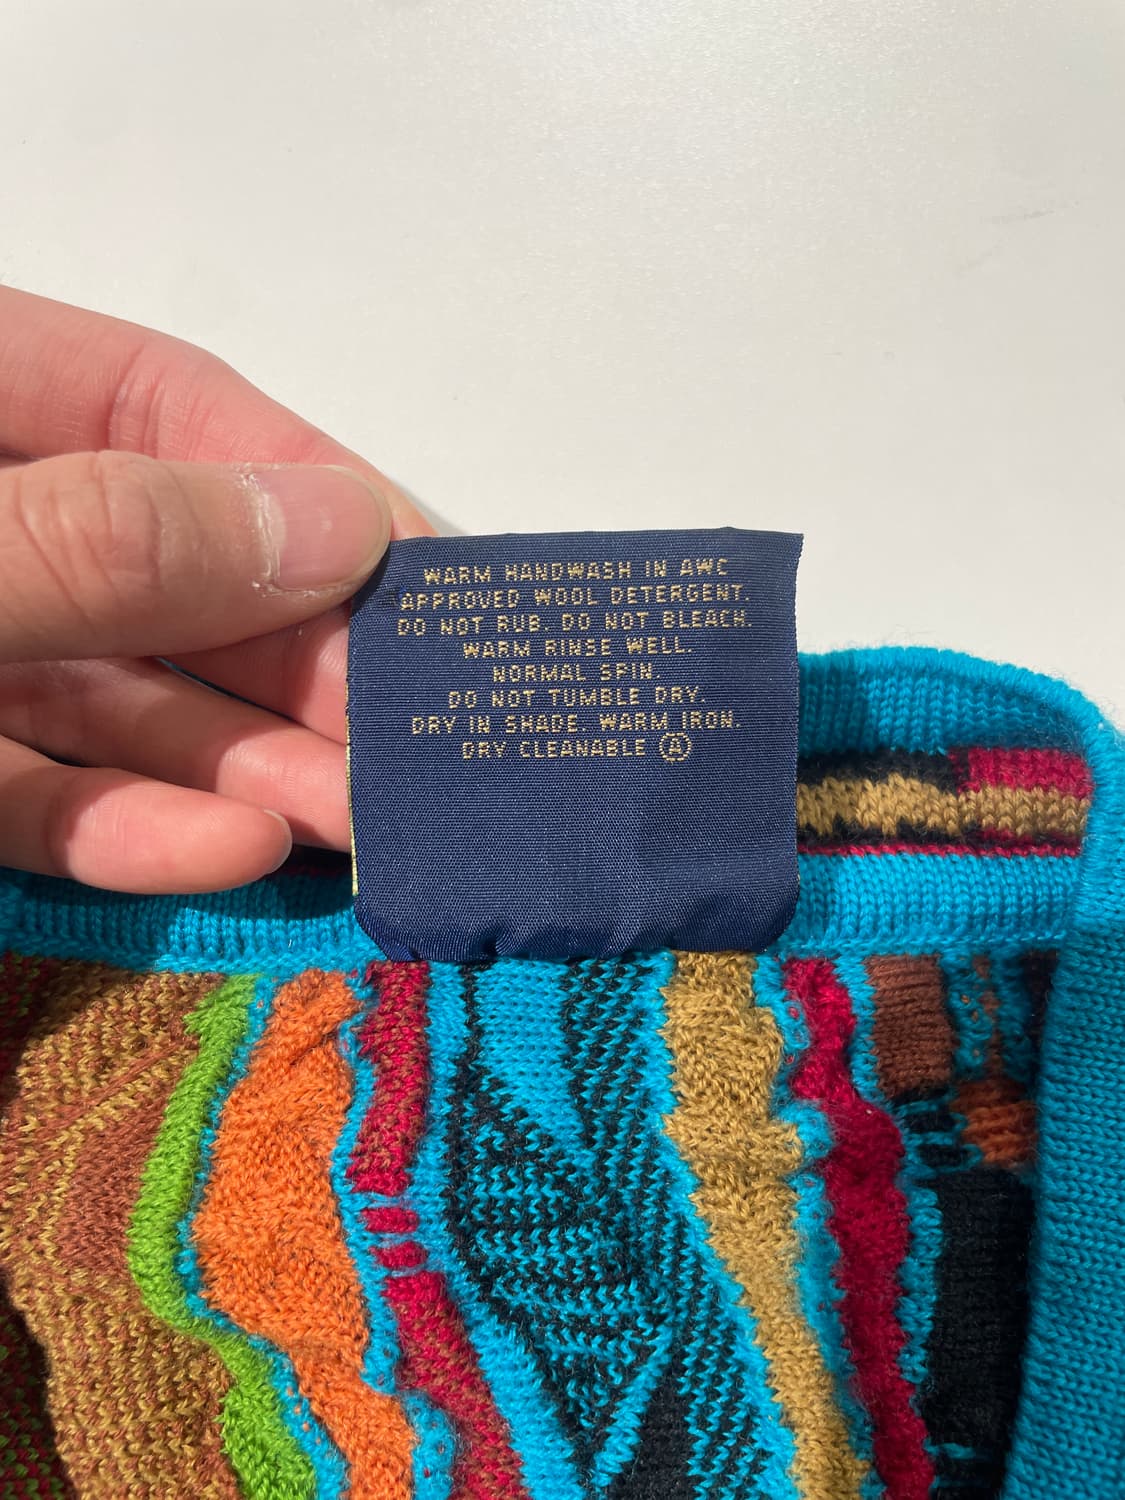 WARM HANDWASH IN AWC
APPROVED WOOL DETERGENT.
DO NOT RUB. DO NOT BLEACH.
WARM RINSE WELL.
NORMAL SPIN.
DO NOT TUMBLE DRY.
DRY IN SHADE. WARM IRON.
DRY CLEANABLE Ⓐ